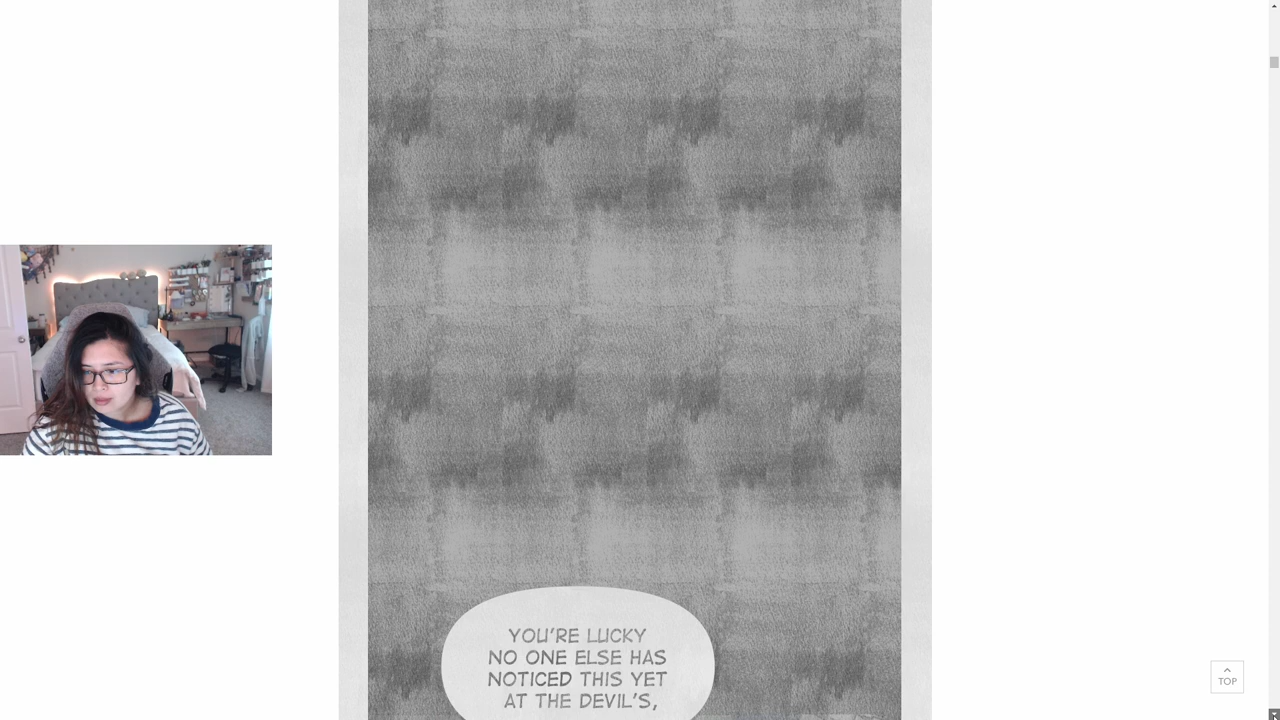 YOU'RE LUCKY
NO ONE ELSE HAS
NOTICED THIS YET
AT THE DEVIL'S,
TOP